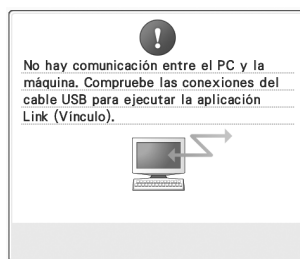 No hay comunicación entre el PC y la
máquina. Compruebe las conexiones del
cable USB para ejecutar la aplicación
Link (Vínculo).